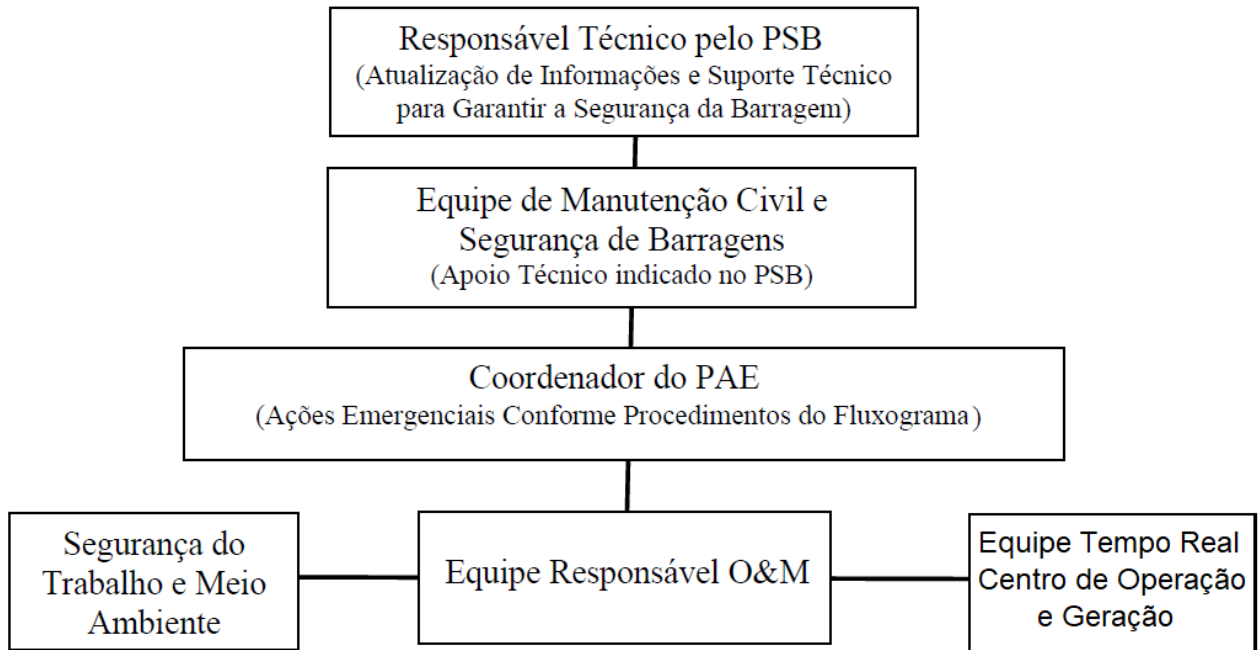 Responsável Técnico pelo PSB
(Atualização de Informações e Suporte Técnico
para Garantir a Segurança da Barragem)
Equipe de Manutenção Civil e
Segurança de Barragens
(Apoio Técnico indicado no PSB)
Coordenador do PAE
(Ações Emergenciais Conforme Procedimentos do Fluxograma)
Segurança do
Trabalho e Meio
Ambiente
Equipe Responsável O&M
Equipe Tempo Real
Centro de Operação
e Geração